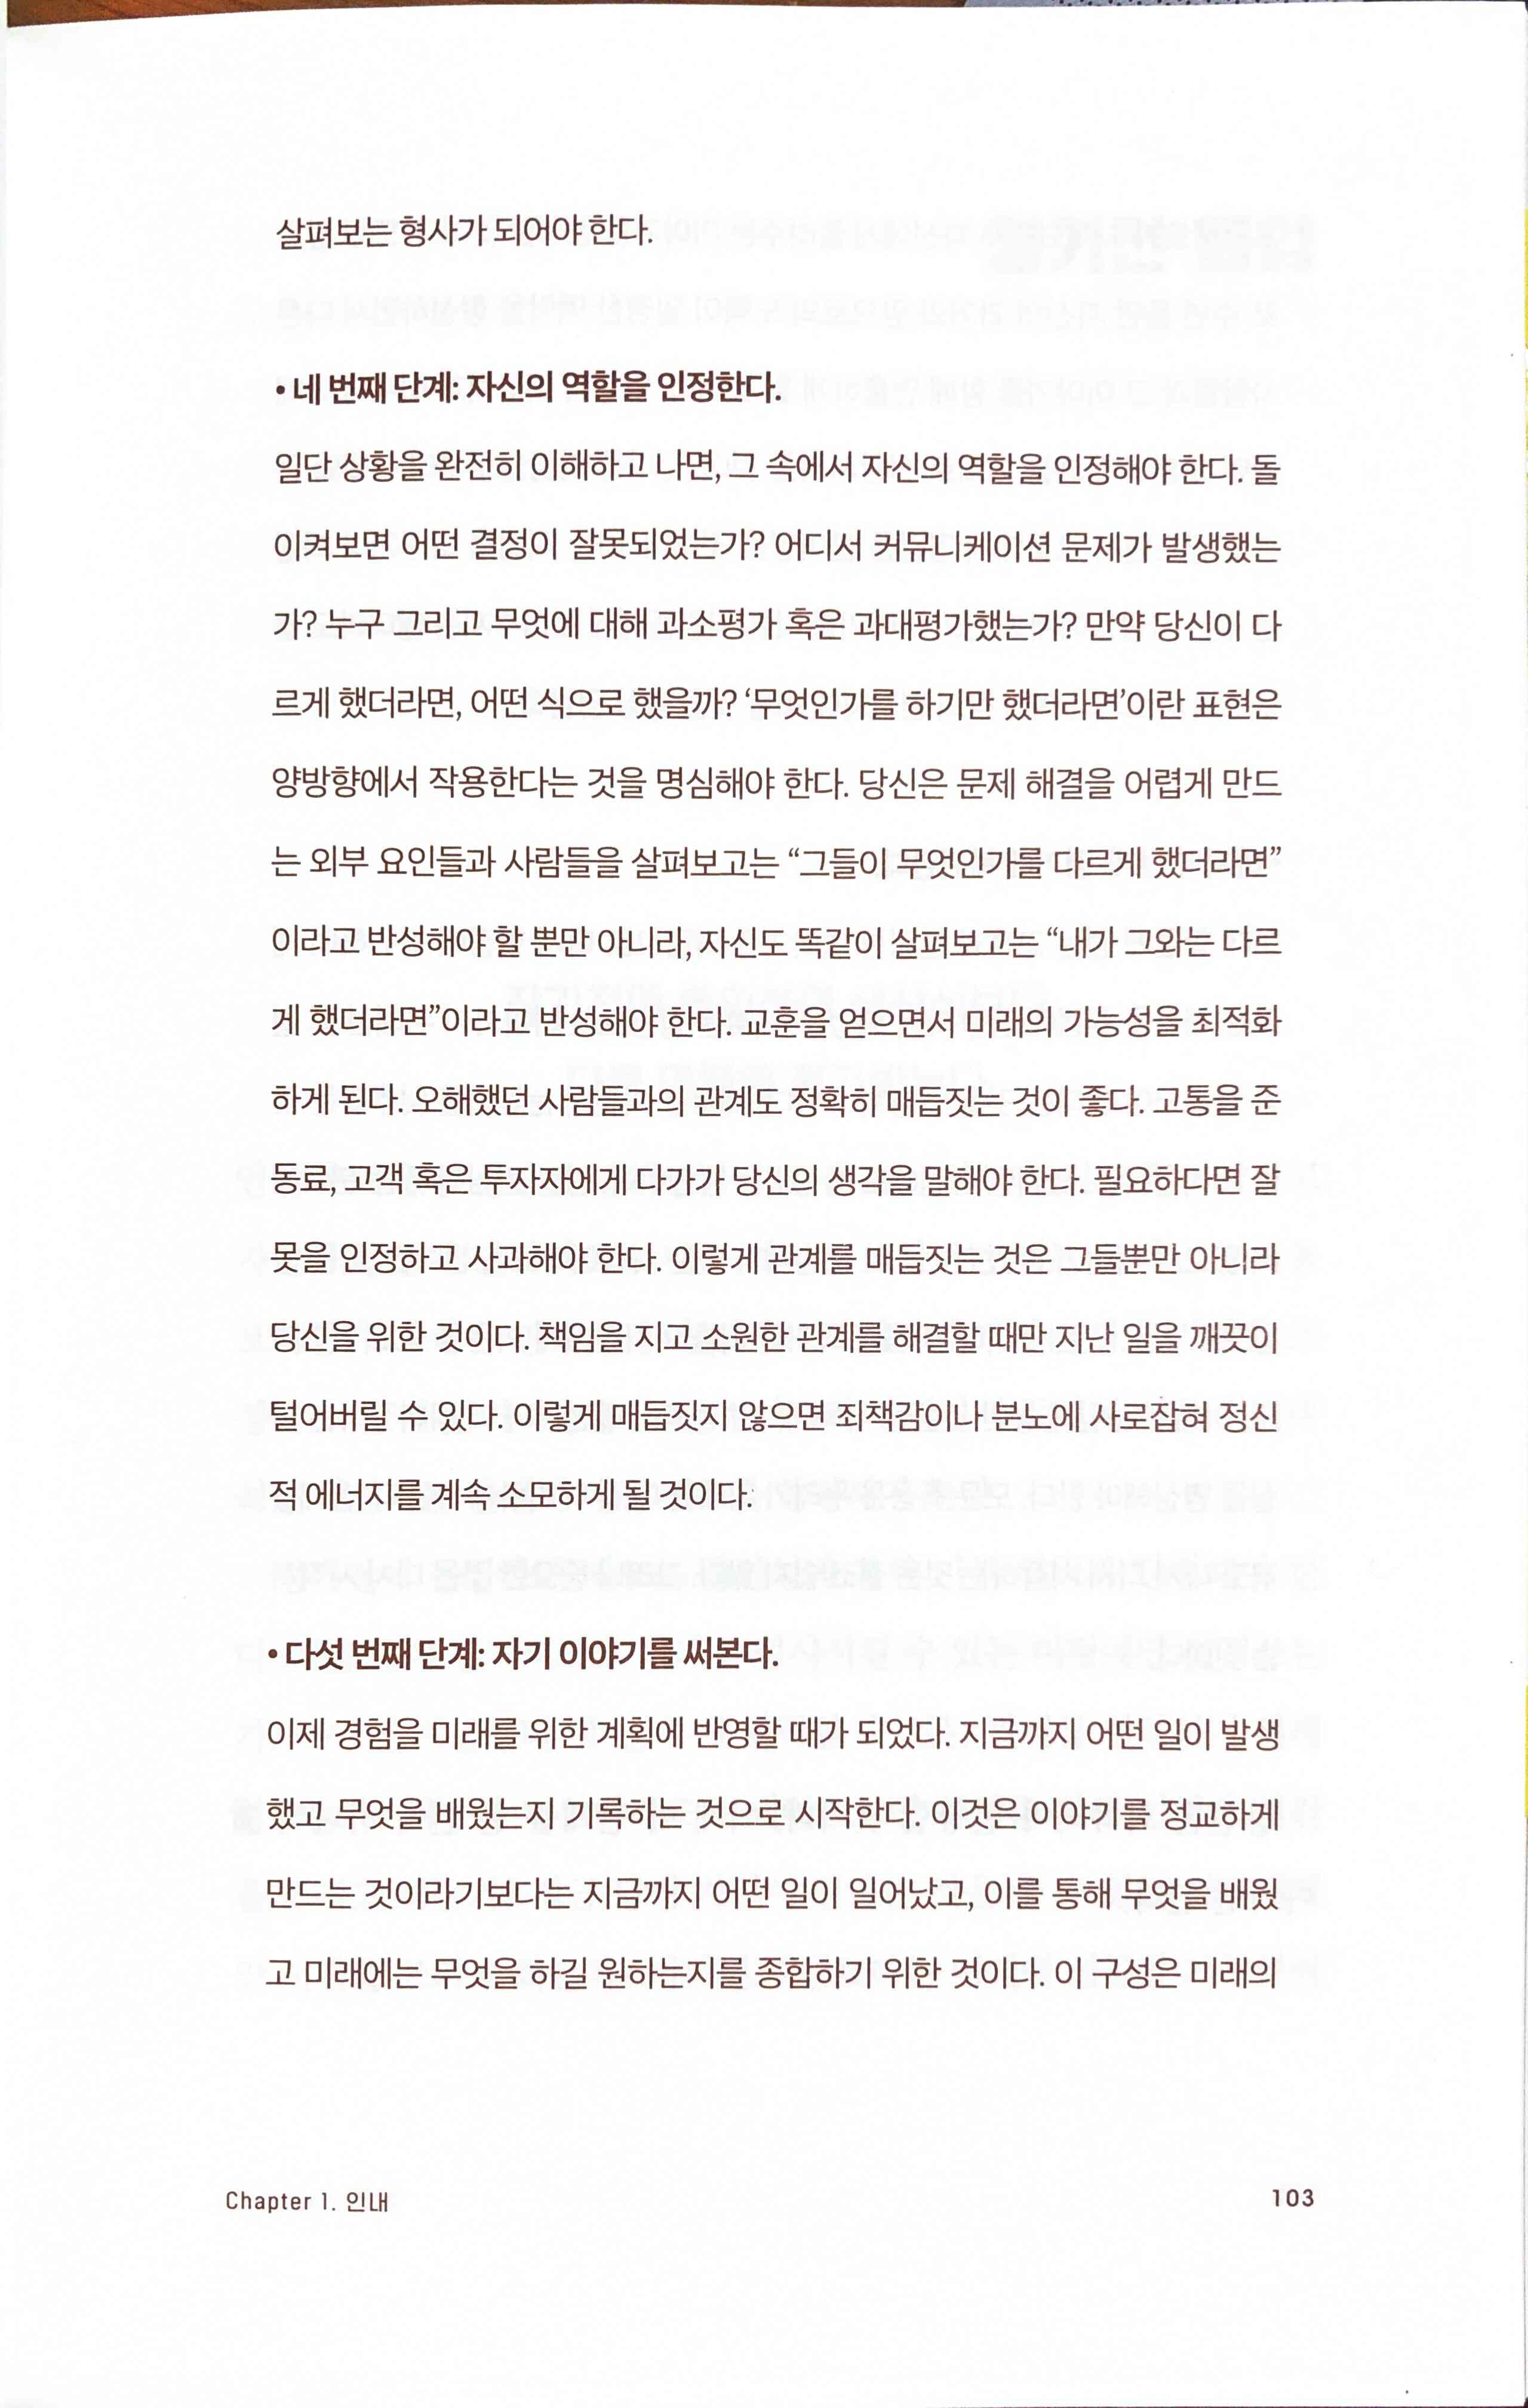 살펴보는 형사가 되어야 한다.
• 네 번째 단계: 자신의 역할을 인정한다.
일단 상황을 완전히 이해하고 나면, 그 속에서 자신의 역할을 인정해야 한다. 돌
이켜보면 어떤 결정이 잘못되었는가? 어디서 커뮤니케이션 문제가 발생했는
가? 누구 그리고 무엇에 대해 과소평가 혹은 과대평가했는가? 만약 당신이 다
르게 했더라면, 어떤 식으로 했을까? ‘무엇인가를 하기만 했더라면’이란 표현은
양방향에서 작용한다는 것을 명심해야 한다. 당신은 문제 해결을 어렵게 만드
는 외부 요인들과 사람들을 살펴보고는 “그들이 무엇인가를 다르게 했더라면”
이라고 반성해야 할 뿐만 아니라, 자신도 똑같이 살펴보고는 “내가 그와는 다르
게 했더라면”이라고 반성해야 한다. 교훈을 얻으면서 미래의 가능성을 최적화
하게 된다. 오해했던 사람들과의 관계도 정확히 매듭짓는 것이 좋다. 고통을 준
동료, 고객 혹은 투자자에게 다가가 당신의 생각을 말해야 한다. 필요하다면 잘
못을 인정하고 사과해야 한다. 이렇게 관계를 매듭짓는 것은 그들뿐만 아니라
당신을 위한 것이다. 책임을 지고 소원한 관계를 해결할 때만 지난 일을 깨끗이
털어버릴 수 있다. 이렇게 매듭짓지 않으면 죄책감이나 분노에 사로잡혀 정신
적 에너지를 계속 소모하게 될 것이다.
• 다섯 번째 단계: 자기 이야기를 써본다.
이제 경험을 미래를 위한 계획에 반영할 때가 되었다. 지금까지 어떤 일이 발생
했고 무엇을 배웠는지 기록하는 것으로 시작한다. 이것은 이야기를 정교하게
만드는 것이라기보다는 지금까지 어떤 일이 일어났고, 이를 통해 무엇을 배웠
고 미래에는 무엇을 하길 원하는지를 종합하기 위한 것이다. 이 구성은 미래의
Chapter 1. 인내
103